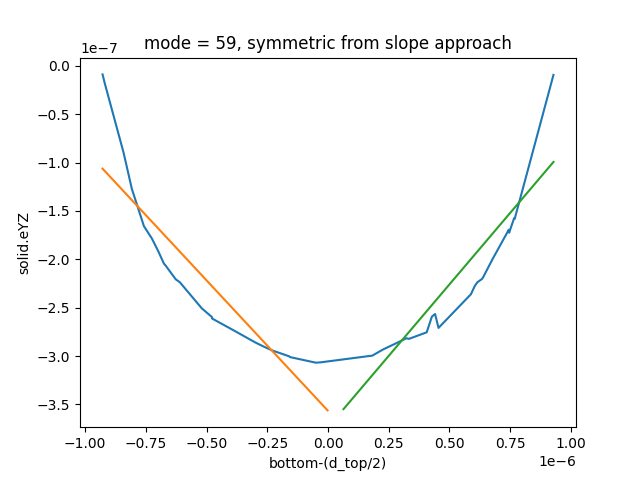 mode = 59, symmetric from slope approach
1e−7
0.0
−0.5
−1.0
−1.5
−2.0
−2.5
−3.0
−3.5
solid.eYZ
−1.00 −0.75 −0.50 −0.25 0.00 0.25 0.50 0.75 1.00
bottom-(d_top/2)
1e−6